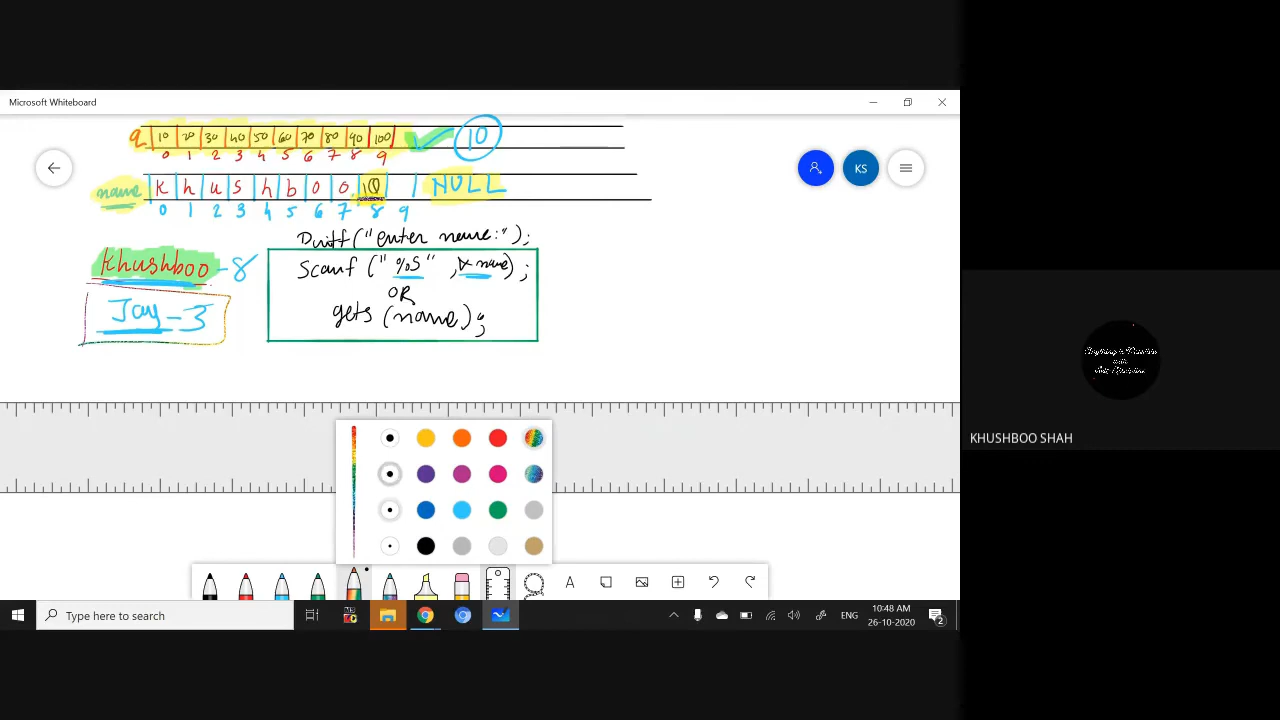 Microsoft Whiteboard
a 10 20 30 40 50 60 70 80 90 100 10
0 1 2 3 4 5 6 7 8 9
name K h u s h b o o \0 NULL
0 1 2 3 4 5 6 7 8 9
Printf("enter name:");
Khushboo - 8
Scanf ("%s", & name);
OR
Jay - 3
gets (name);
KHUSHBOO SHAH
A
Type here to search
ENG
10:48 AM
26-10-2020
2
KS